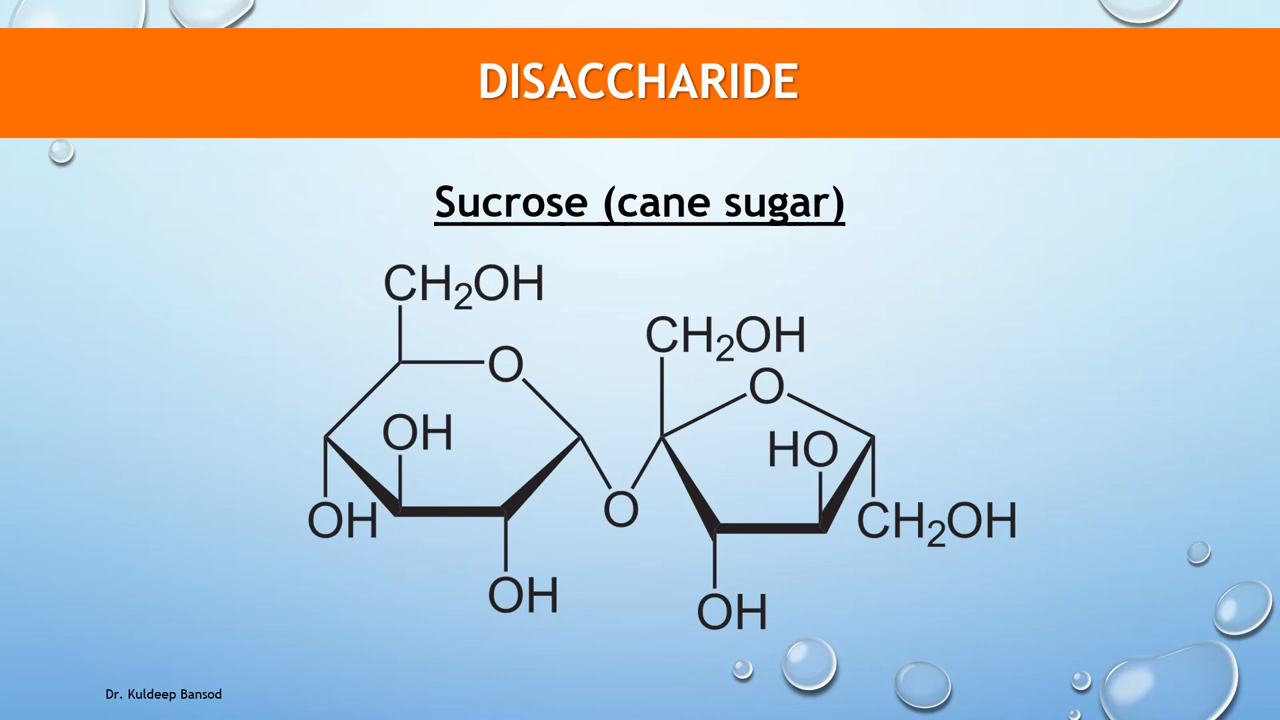 DISACCHARIDE
Sucrose (cane sugar)
CH₂OH
CH₂OH
O
O
OH
HO
OH
O
CH₂OH
OH
OH
Dr. Kuldeep Bansod